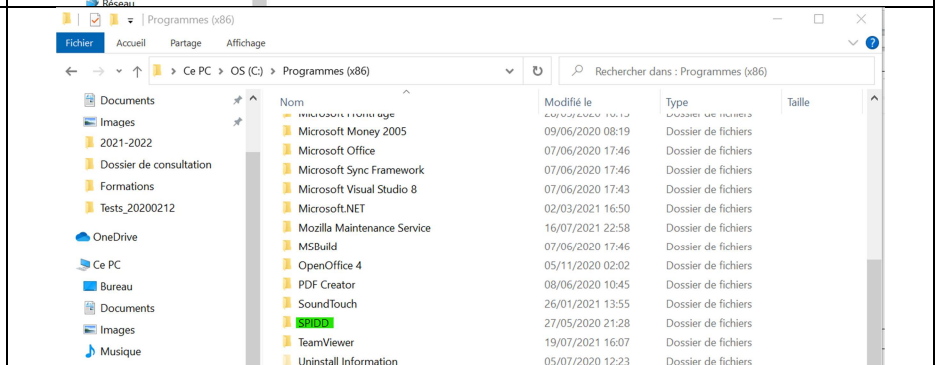 Réseau
Programmes (x86)
Fichier Accueil Partage Affichage
Ce PC > OS (C:) > Programmes (x86) Rechercher dans : Programmes (x86)
Documents
Images
2021-2022
Dossier de consultation
Formations
Tests_20200212
OneDrive
Ce PC
Bureau
Documents
Images
Musique
Nom Modifié le Type Taille
Microsoft FrontPage Dossier de fichiers
Microsoft Money 2005 09/06/2020 08:19 Dossier de fichiers
Microsoft Office 07/06/2020 17:46 Dossier de fichiers
Microsoft Sync Framework 07/06/2020 17:46 Dossier de fichiers
Microsoft Visual Studio 8 07/06/2020 17:43 Dossier de fichiers
Microsoft.NET 02/03/2021 16:50 Dossier de fichiers
Mozilla Maintenance Service 16/07/2021 22:58 Dossier de fichiers
MSBuild 07/06/2020 17:46 Dossier de fichiers
OpenOffice 4 05/11/2020 02:02 Dossier de fichiers
PDF Creator 08/06/2020 10:45 Dossier de fichiers
SoundTouch 26/01/2021 13:55 Dossier de fichiers
SPIDD 27/05/2020 21:28 Dossier de fichiers
TeamViewer 19/07/2021 16:07 Dossier de fichiers
Uninstall Information 05/07/2020 12:23 Dossier de fichiers